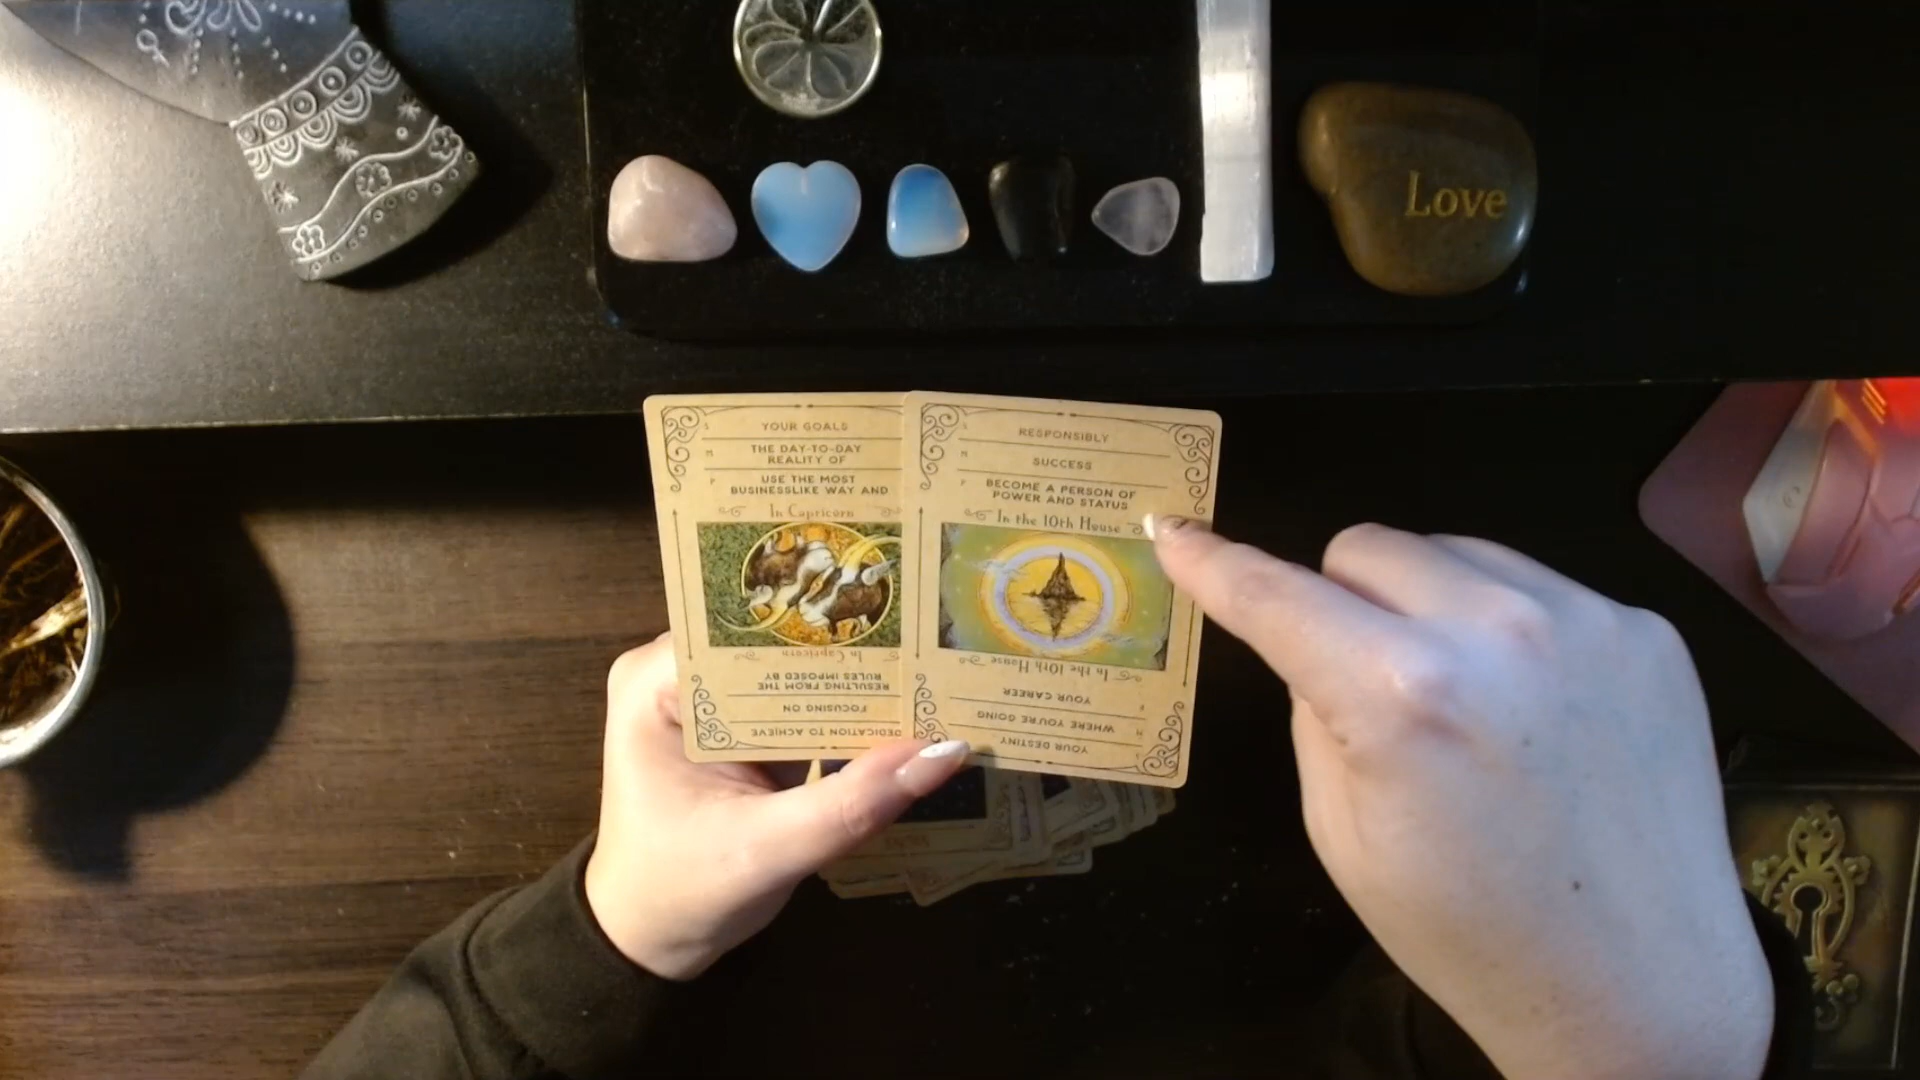 Love
YOUR GOALS
M
THE DAY-TO-DAY
REALITY OF
P
USE THE MOST
BUSINESSLIKE WAY AND
In Capricorn
In Capricorn
RESULTING FROM THE
RULES IMPOSED BY
FOCUSING ON
DEDICATION TO ACHIEVE
S
RESPONSIBLY
M
SUCCESS
P
BECOME A PERSON OF
POWER AND STATUS
In the 10th House
In the 10th House
P
YOUR CAREER
M
WHERE YOU'RE GOING
S
YOUR DESTINY